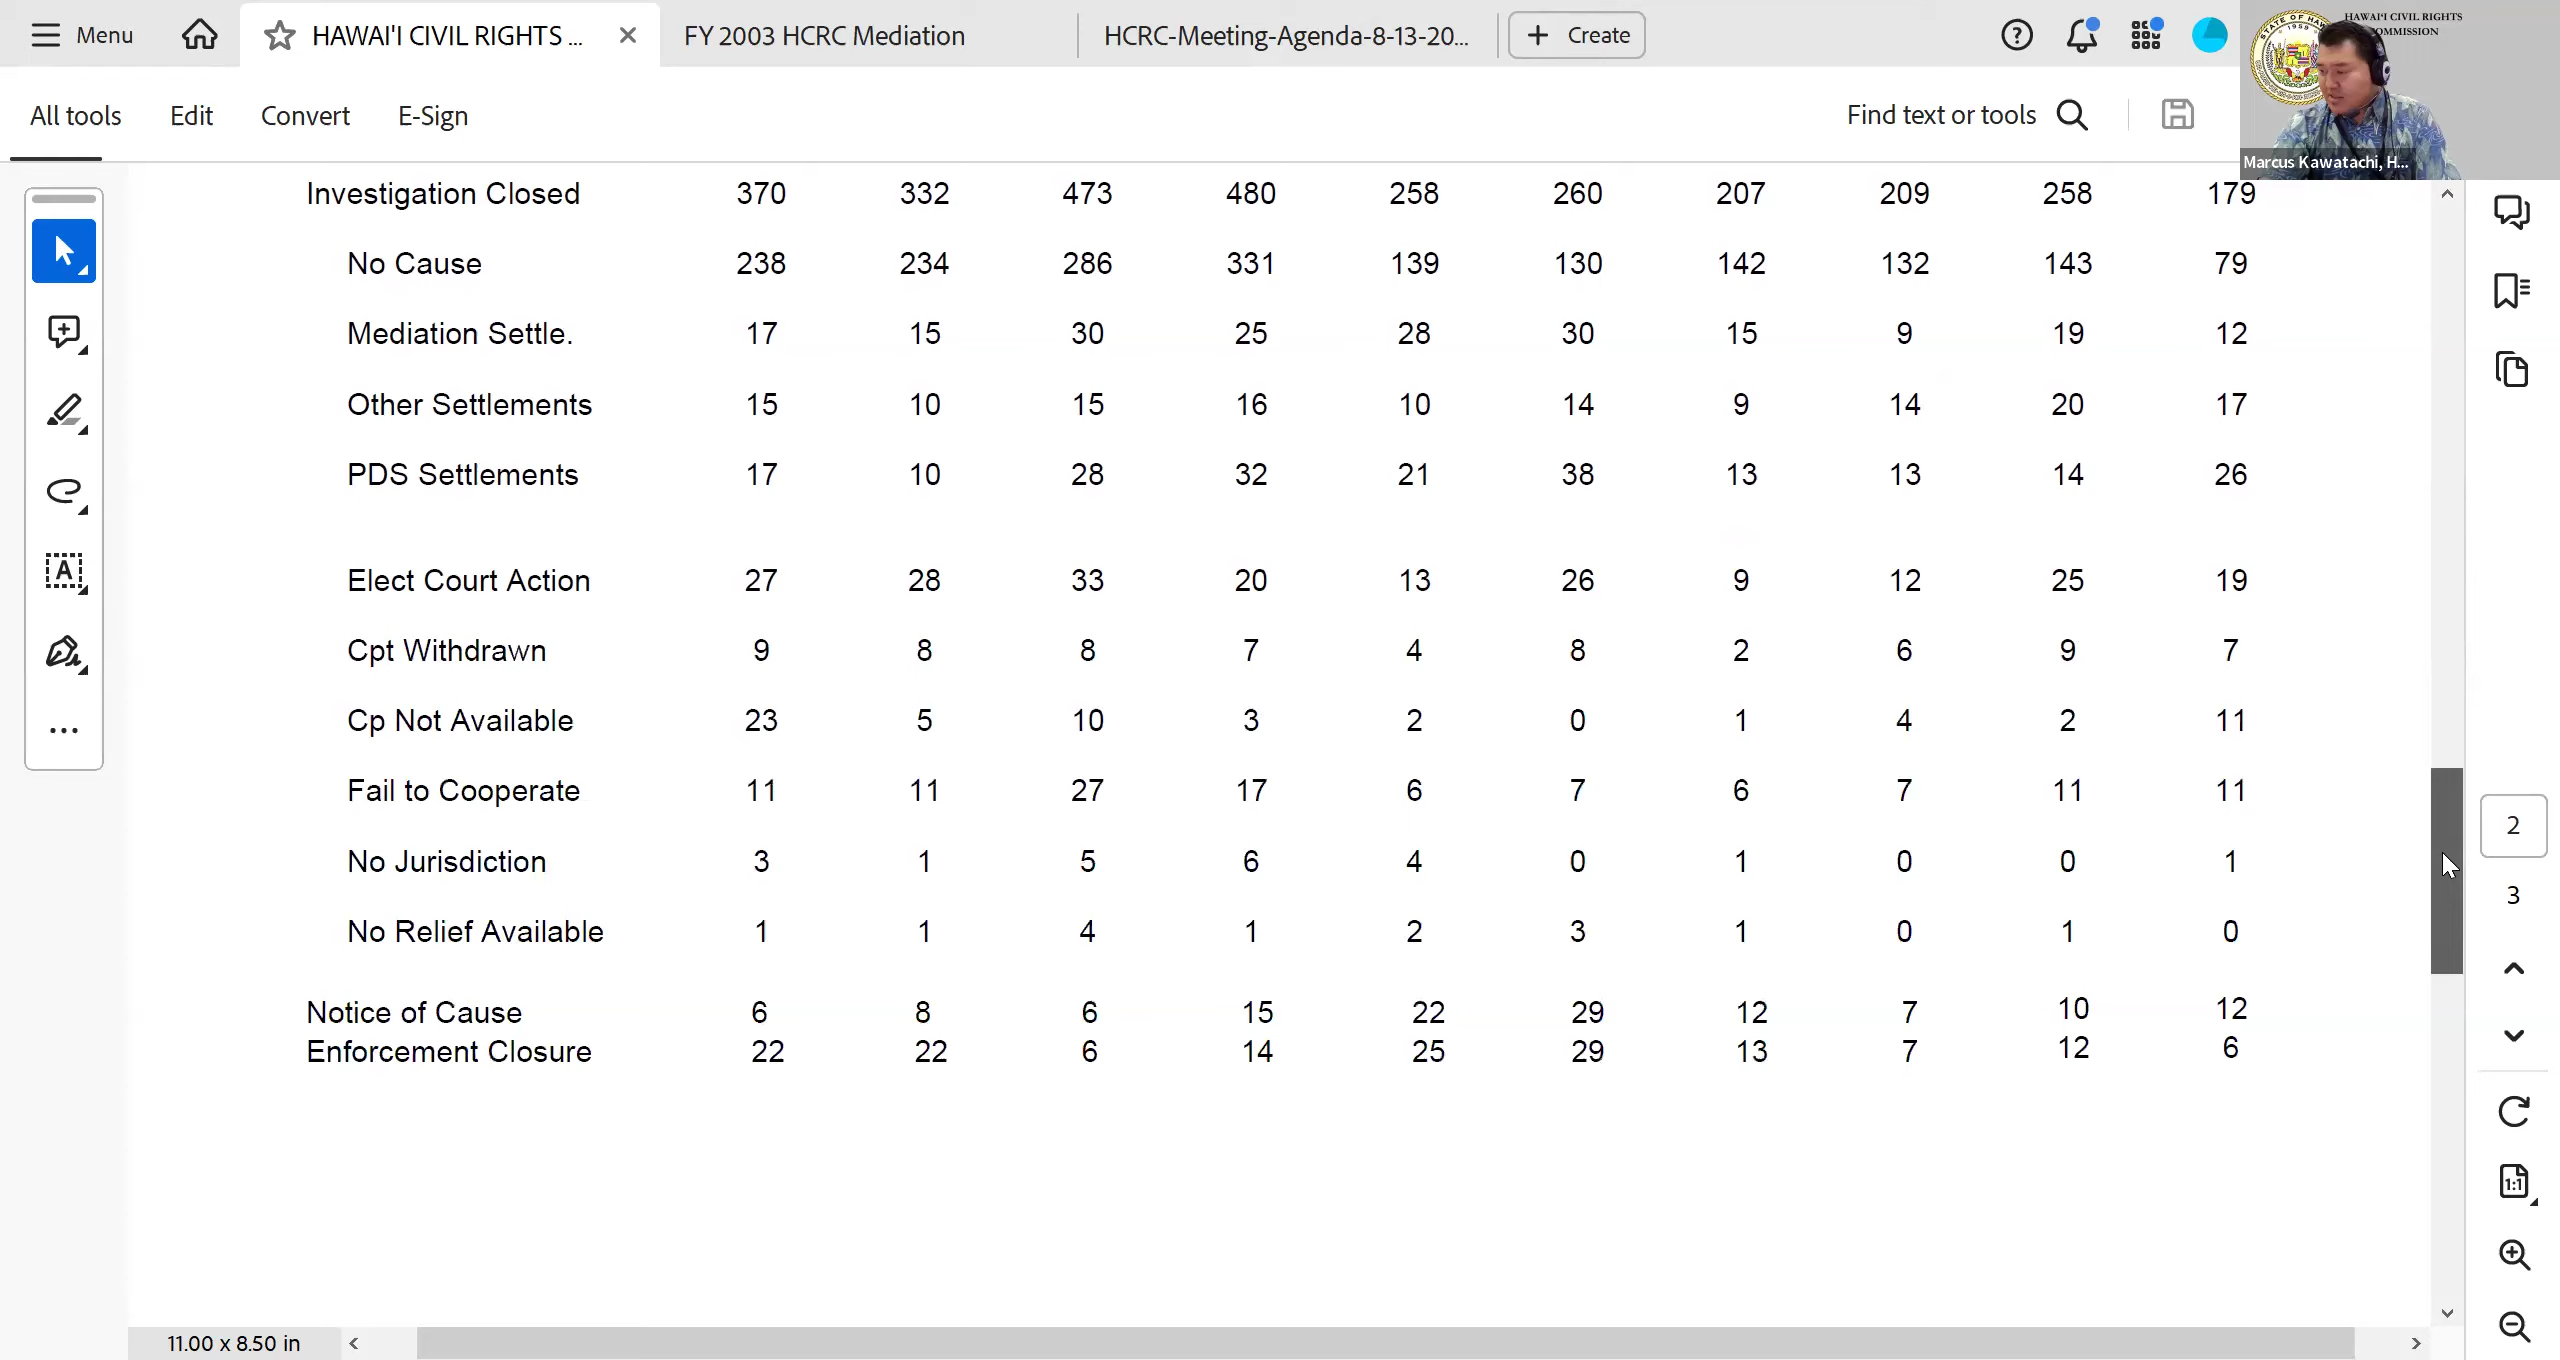 Menu HAWAI'I CIVIL RIGHTS ... FY 2003 HCRC Mediation HCRC-Meeting-Agenda-8-13-20... Create
HAWAI'I CIVIL RIGHTS
COMMISSION
All tools Edit Convert E-Sign Find text or tools
Marcus Kawatachi, H...
Investigation Closed 370 332 473 480 258 260 207 209 258 179
No Cause 238 234 286 331 139 130 142 132 143 79
Mediation Settle. 17 15 30 25 28 30 15 9 19 12
Other Settlements 15 10 15 16 10 14 9 14 20 17
PDS Settlements 17 10 28 32 21 38 13 13 14 26
Elect Court Action 27 28 33 20 13 26 9 12 25 19
Cpt Withdrawn 9 8 8 7 4 8 2 6 9 7
Cp Not Available 23 5 10 3 2 0 1 4 2 11
Fail to Cooperate 11 11 27 17 6 7 6 7 11 11
No Jurisdiction 3 1 5 6 4 0 1 0 0 1
No Relief Available 1 1 4 1 2 3 1 0 1 0
Notice of Cause 6 8 6 15 22 29 12 7 10 12
Enforcement Closure 22 22 6 14 25 29 13 7 12 6
2
3
1:1
11.00 x 8.50 in